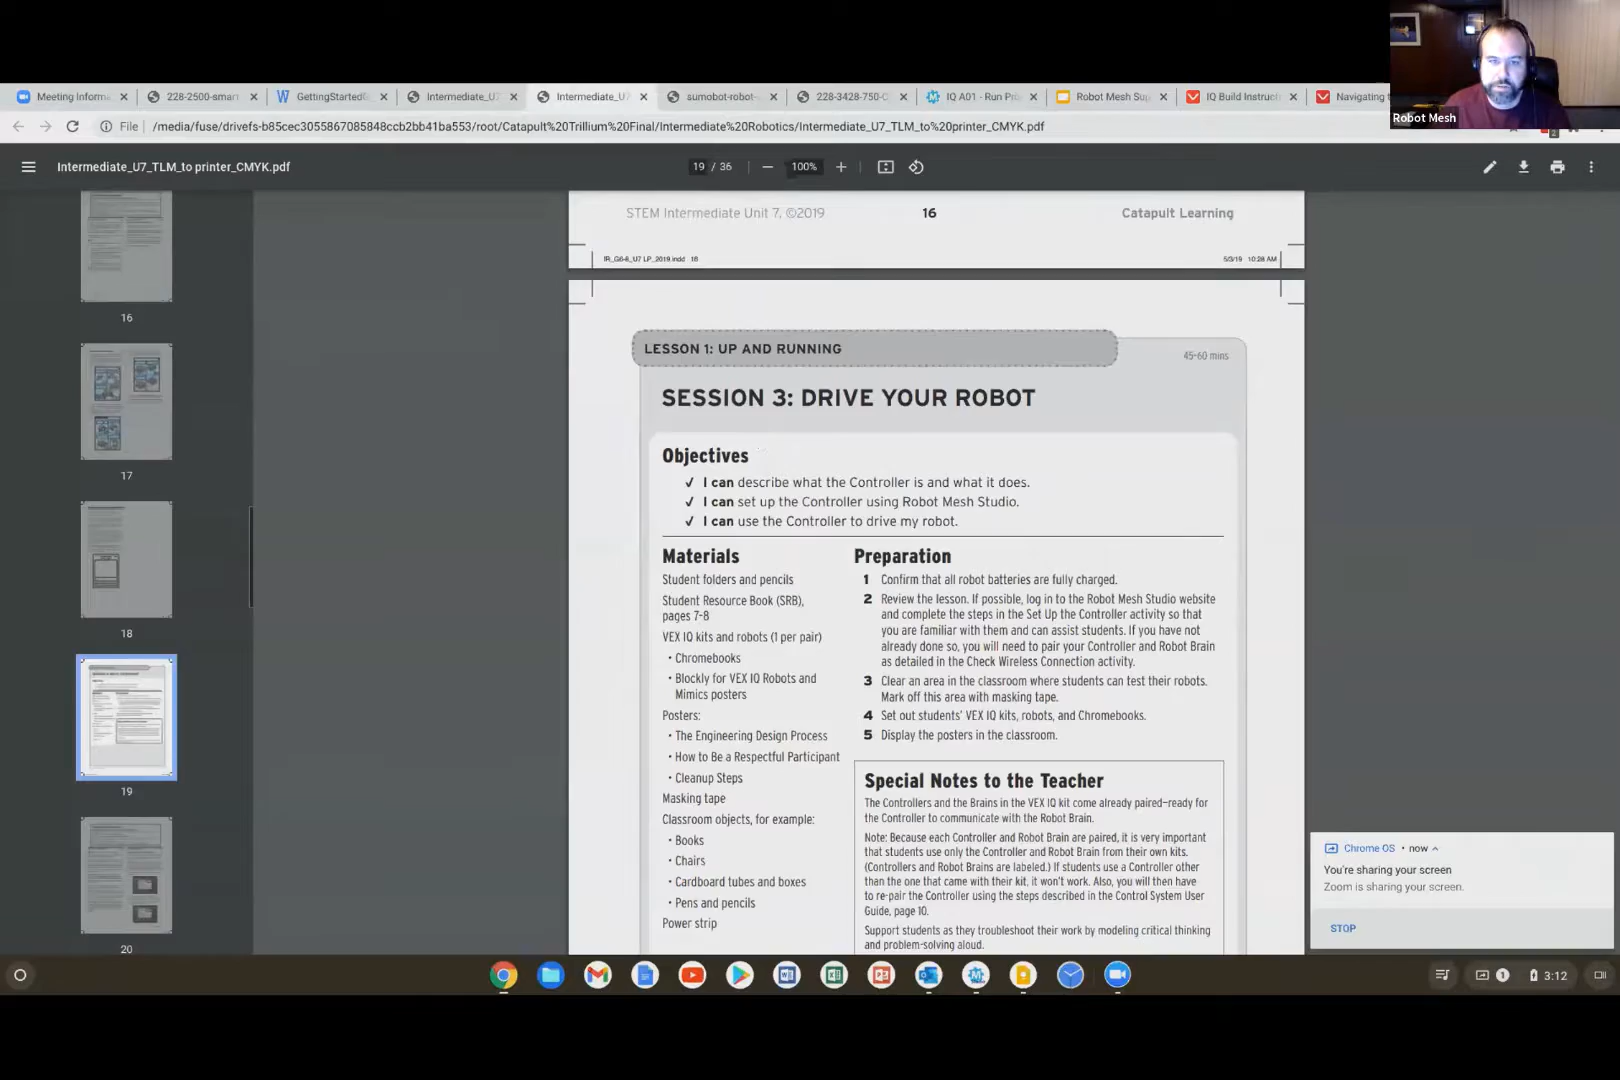 Meeting Inform
228-2500-smart
GettingStarted
Intermediate_U7
Intermediate_U7
sumobot-robot-
228-3428-750-C
IQ A01 - Run Pr
Robot Mesh Su
IQ Build Instruc
Navigating
Robot Mesh
File
/media/fuse/drivefs-b85cec3055867085848ccb2bb41ba553/root/Catapult%20Trillium%20Final/Intermediate%20Robotics/Intermediate_U7_TLM_to%20printer_CMYK.pdf
Intermediate_U7_TLM_to printer_CMYK.pdf
19 / 36
100%
16
17
18
19
20
STEM Intermediate Unit 7, ©2019
16
Catapult Learning
IR_G6-8_U7 LP_2019.indd 16
5/3/19 10:28 AM
LESSON 1: UP AND RUNNING
45-60 mins
SESSION 3: DRIVE YOUR ROBOT
Objectives
✓ I can describe what the Controller is and what it does.
✓ I can set up the Controller using Robot Mesh Studio.
✓ I can use the Controller to drive my robot.
Materials
Student folders and pencils
Student Resource Book (SRB),
pages 7-8
VEX IQ kits and robots (1 per pair)
• Chromebooks
• Blockly for VEX IQ Robots and
Mimics posters
Posters:
• The Engineering Design Process
• How to Be a Respectful Participant
• Cleanup Steps
Masking tape
Classroom objects, for example:
• Books
• Chairs
• Cardboard tubes and boxes
• Pens and pencils
Power strip
Preparation
1 Confirm that all robot batteries are fully charged.
2 Review the lesson. If possible, log in to the Robot Mesh Studio website
and complete the steps in the Set Up the Controller activity so that
you are familiar with them and can assist students. If you have not
already done so, you will need to pair your Controller and Robot Brain
as detailed in the Check Wireless Connection activity.
3 Clear an area in the classroom where students can test their robots.
Mark off this area with masking tape.
4 Set out students' VEX IQ kits, robots, and Chromebooks.
5 Display the posters in the classroom.
Special Notes to the Teacher
The Controllers and the Brains in the VEX IQ kit come already paired—ready for
the Controller to communicate with the Robot Brain.
Note: Because each Controller and Robot Brain are paired, it is very important
that students use only the Controller and Robot Brain from their own kits.
(Controllers and Robot Brains are labeled.) If students use a Controller other
than the one that came with their kit, it won't work. Also, you will then have
to re-pair the Controller using the steps described in the Control System User
Guide, page 10.
Support students as they troubleshoot their work by modeling critical thinking
and problem-solving aloud.
Chrome OS • now
You're sharing your screen
Zoom is sharing your screen.
STOP
1
3:12